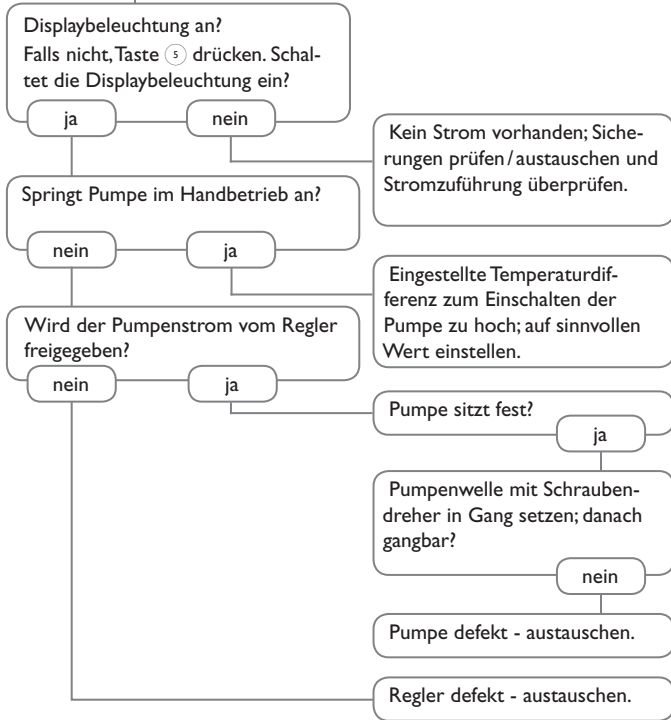 Displaybeleuchtung an?
Falls nicht, Taste 5 drücken. Schal-
tet die Displaybeleuchtung ein?
ja
nein
Kein Strom vorhanden; Siche-
rungen prüfen/austauschen und
Stromzuführung überprüfen.
Springt Pumpe im Handbetrieb an?
nein
ja
Eingestellte Temperaturdif-
ferenz zum Einschalten der
Pumpe zu hoch; auf sinnvollen
Wert einstellen.
Wird der Pumpenstrom vom Regler
freigegeben?
nein
ja
Pumpe sitzt fest?
ja
Pumpenwelle mit Schrauben-
dreher in Gang setzen; danach
gangbar?
nein
Pumpe defekt - austauschen.
Regler defekt - austauschen.